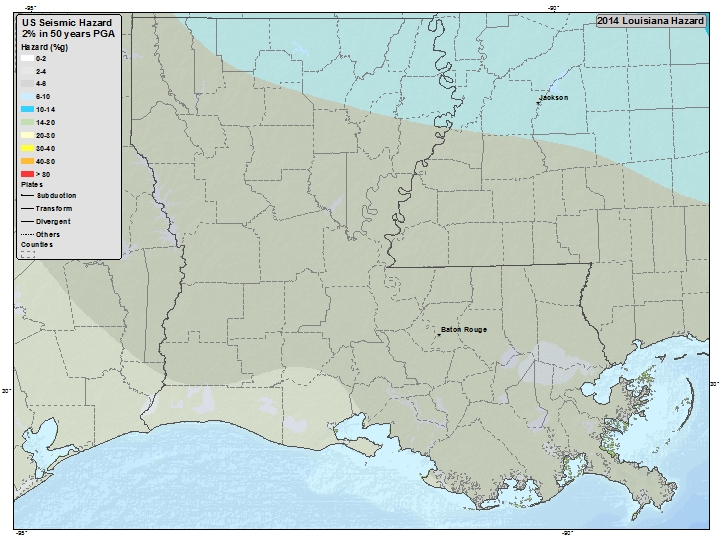 -95°
-90°
US Seismic Hazard
2% in 50 years PGA
2014 Louisiana Hazard
Hazard (%g)
0-2
2-4
4-6
6-10
10-14
14-20
20-30
30-40
40-80
> 80
Plates
Subduction
Transform
Divergent
Others
Counties
Jackson
Baton Rouge
30°
30°
-95°
-90°